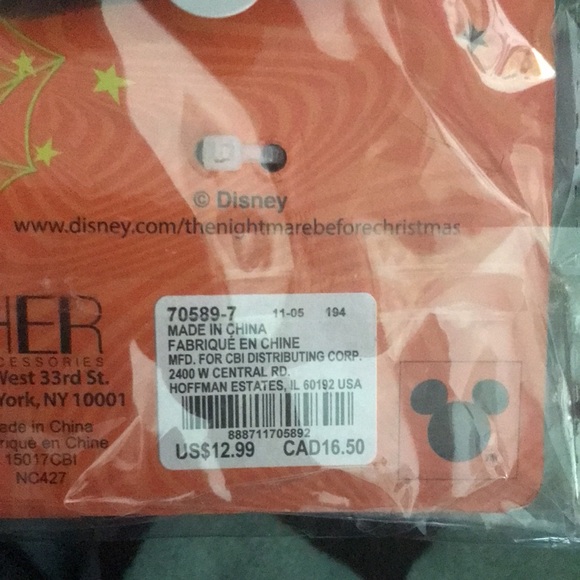 © Disney
www.disney.com/thenightmarebeforechristmas
HER
CESSORIES
West 33rd St.
York, NY 10001
ade in China
rique en Chine
15017CBI
NC427
70589-7 11-05 194
MADE IN CHINA
FABRIQUÉ EN CHINE
MFD. FOR CBI DISTRIBUTING CORP.
2400 W CENTRAL RD.
HOFFMAN ESTATES, IL 60192 USA
888711705892
US$12.99 CAD16.50